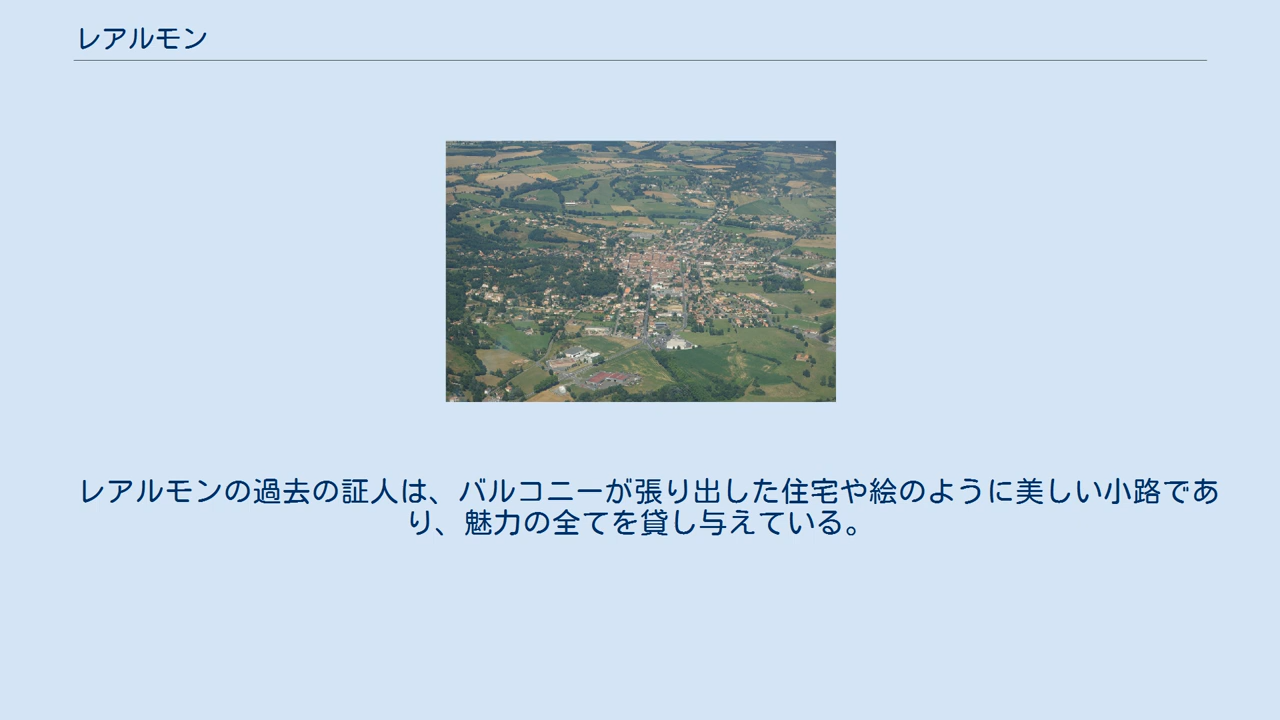 レアルモン
レアルモンの過去の証人は、バルコニーが張り出した住宅や絵のように美しい小路であ
り、魅力の全てを貸し与えている。